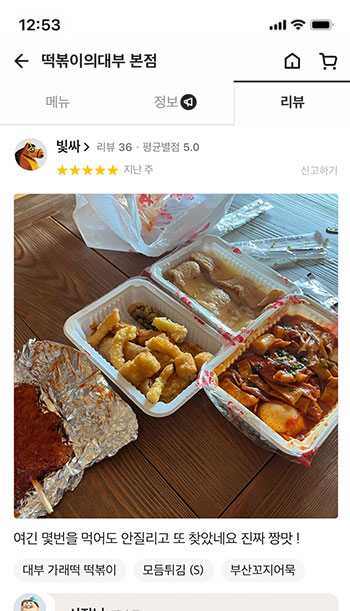 12:53
떡볶이의대부 본점
메뉴
정보
리뷰
빛싸 리뷰 36 · 평균별점 5.0
지난 주
신고하기
여긴 몇번을 먹어도 안질리고 또 찾았네요 진짜 짱맛 !
대부 가래떡 떡볶이
모듬튀김 (S)
부산꼬지어묵